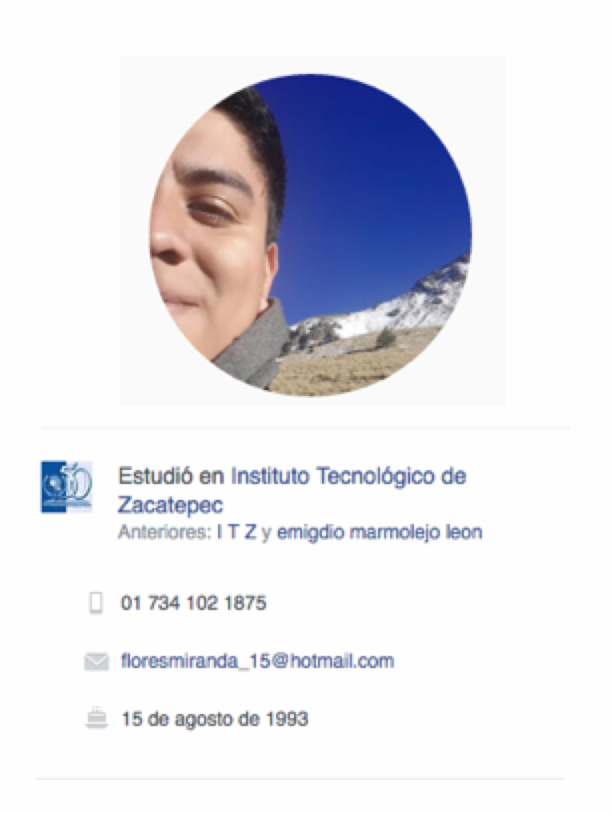 Estudió en Instituto Tecnológico de
Zacatepec
Anteriores: I T Z y emigdio marmolejo leon
01 734 102 1875
floresmiranda_15@hotmail.com
15 de agosto de 1993